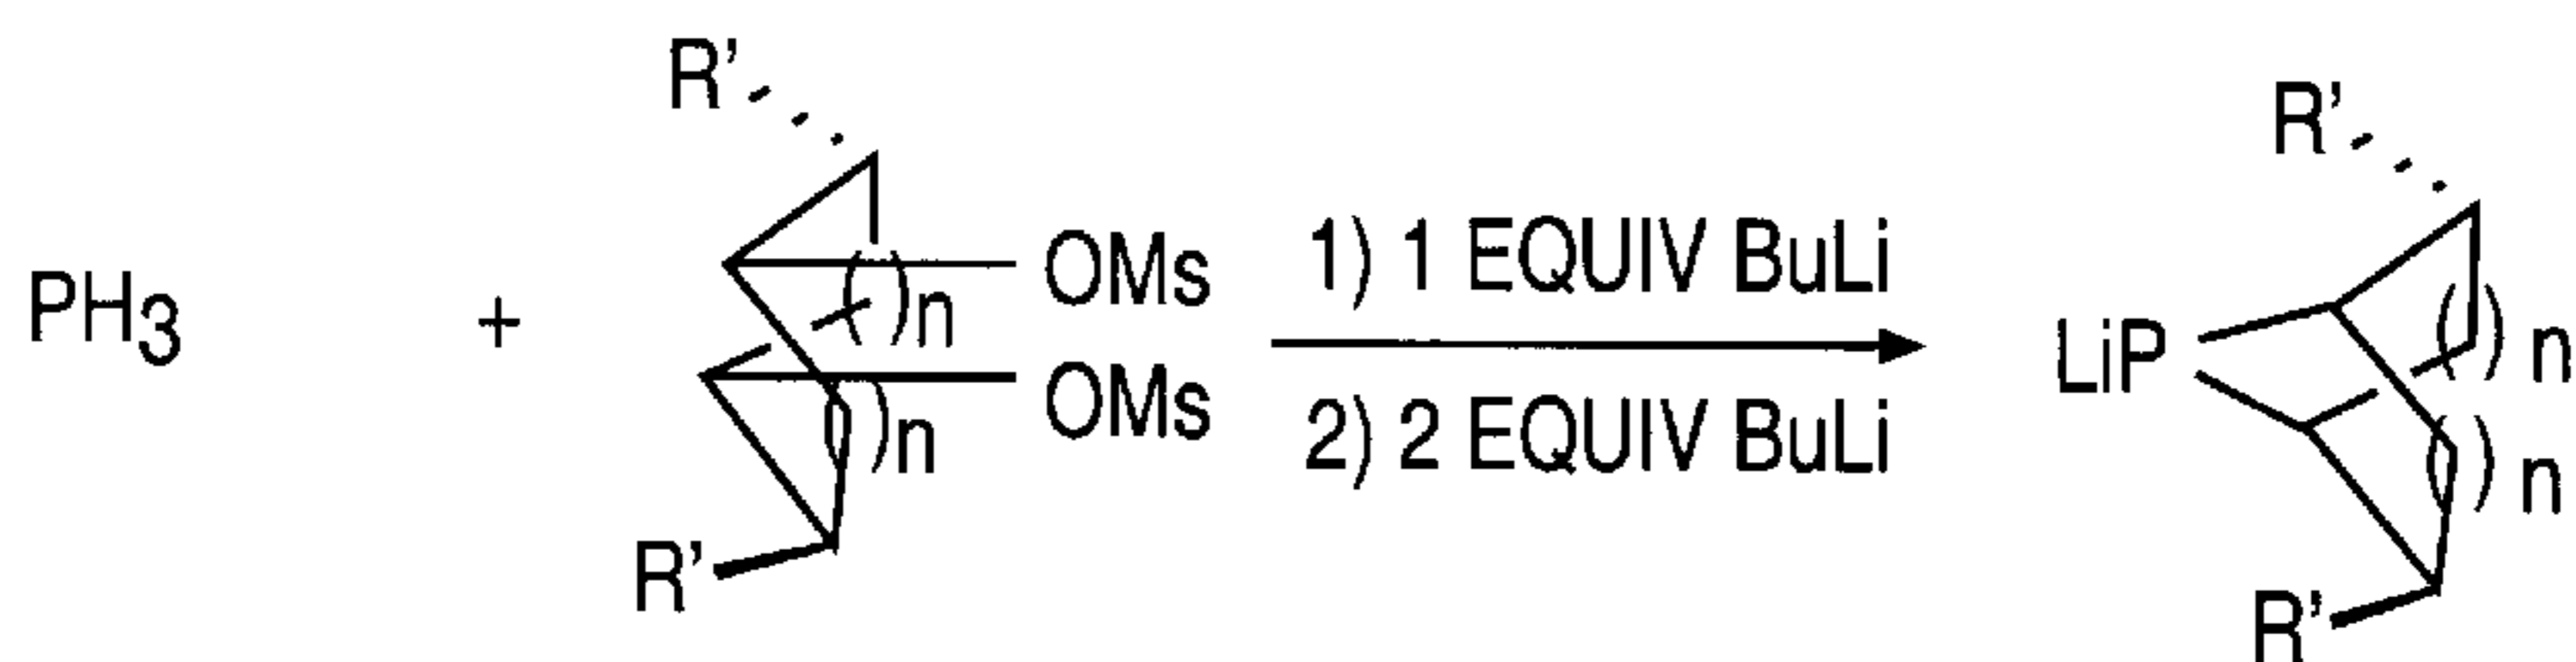 R'
R'
OMs
1) 1 EQUIV BuLi
PH3
+
( )n
LiP
( )n
OMs
2) 2 EQUIV BuLi
( )n
( )n
R'
R'